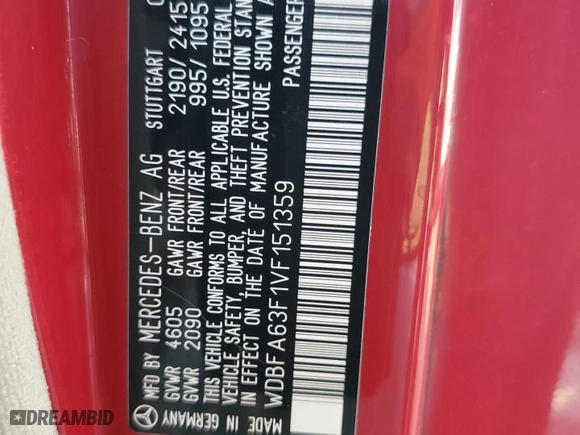 MFD BY MERCEDES-BENZ AG STUTTGART
GVWR 4605 GAWR FRONT/REAR 2190/2415
GVWR 2090 GAWR FRONT/REAR 995/1095
THIS VEHICLE CONFORMS TO ALL APPLICABLE U.S. FEDERAL
VEHICLE SAFETY, BUMPER, AND THEFT PREVENTION STAN
IN EFFECT ON THE DATE OF MANUFACTURE SHOWN A
WDBFA63F1VF151359 PASSENGER
MADE IN GERMANY
DREAMBID